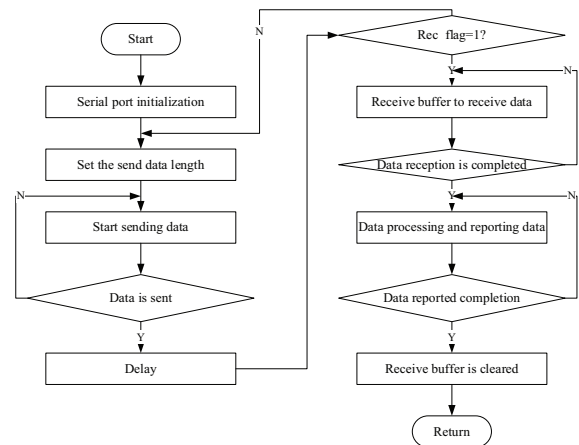 Start
Serial port initialization
Set the send data length
N
Start sending data
Data is sent
Y
Delay
N
Rec flag=1?
Y
Receive buffer to receive data
N
Data reception is completed
Y
N
Data processing and reporting data
Data reported completion
Y
Receive buffer is cleared
Return